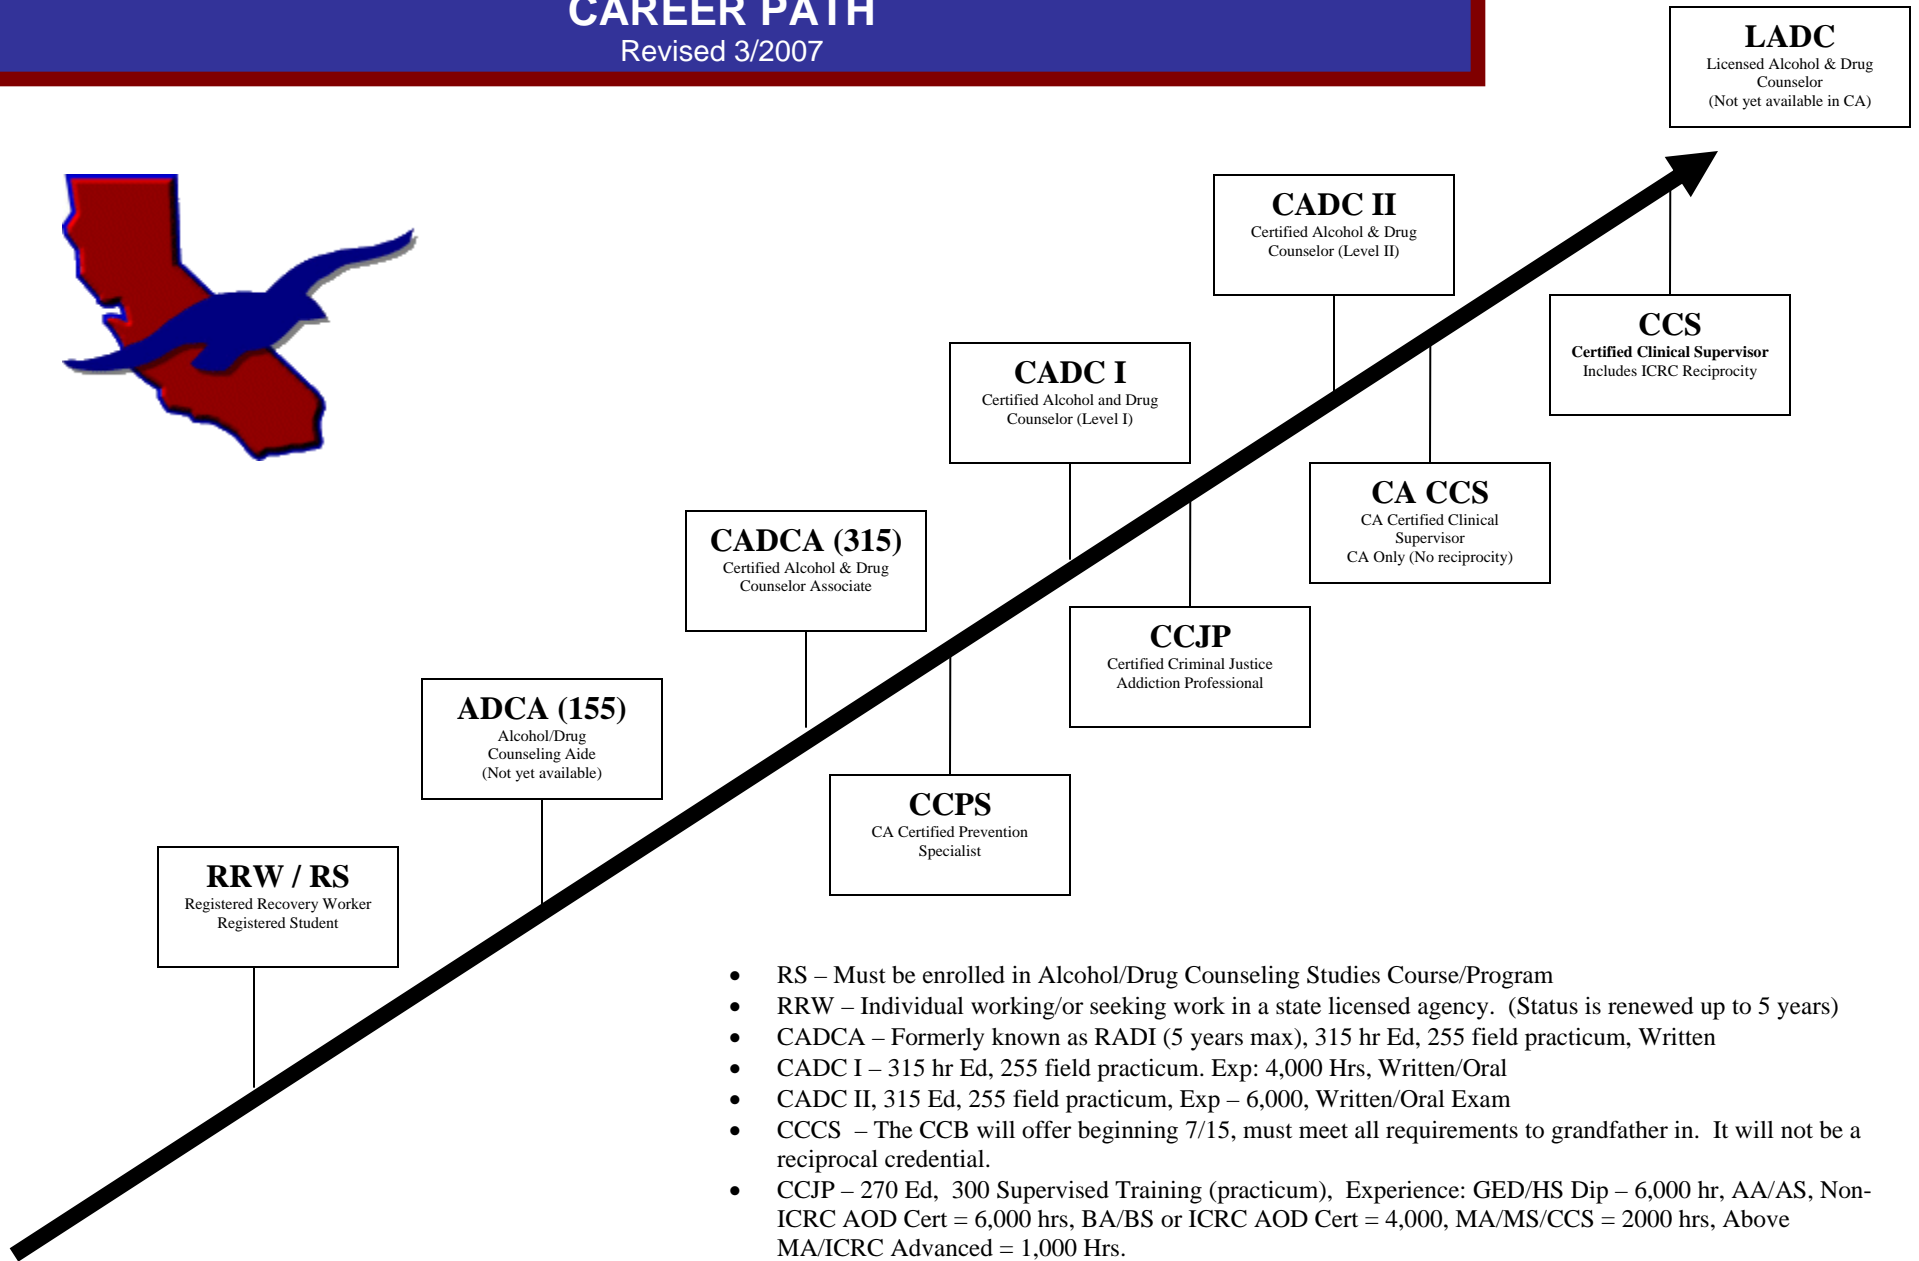 CAREER PATH
Revised 3/2007
LADC
Licensed Alcohol & Drug
Counselor
(Not yet available in CA)
CADC II
Certified Alcohol & Drug
Counselor (Level II)
CCS
Certified Clinical Supervisor
Includes ICRC Reciprocity
CADC I
Certified Alcohol and Drug
Counselor (Level I)
CA CCS
CA Certified Clinical
Supervisor
CA Only (No reciprocity)
CADCA (315)
Certified Alcohol & Drug
Counselor Associate
CCJP
Certified Criminal Justice
Addiction Professional
ADCA (155)
Alcohol/Drug
Counseling Aide
(Not yet available)
CCPS
CA Certified Prevention
Specialist
RRW / RS
Registered Recovery Worker
Registered Student
• RS – Must be enrolled in Alcohol/Drug Counseling Studies Course/Program
• RRW – Individual working/or seeking work in a state licensed agency. (Status is renewed up to 5 years)
• CADCA – Formerly known as RADI (5 years max), 315 hr Ed, 255 field practicum, Written
• CADC I – 315 hr Ed, 255 field practicum. Exp: 4,000 Hrs, Written/Oral
• CADC II, 315 Ed, 255 field practicum, Exp – 6,000, Written/Oral Exam
• CCCS – The CCB will offer beginning 7/15, must meet all requirements to grandfather in. It will not be a
reciprocal credential.
• CCJP – 270 Ed, 300 Supervised Training (practicum), Experience: GED/HS Dip – 6,000 hr, AA/AS, Non-
ICRC AOD Cert = 6,000 hrs, BA/BS or ICRC AOD Cert = 4,000, MA/MS/CCS = 2000 hrs, Above
MA/ICRC Advanced = 1,000 Hrs.